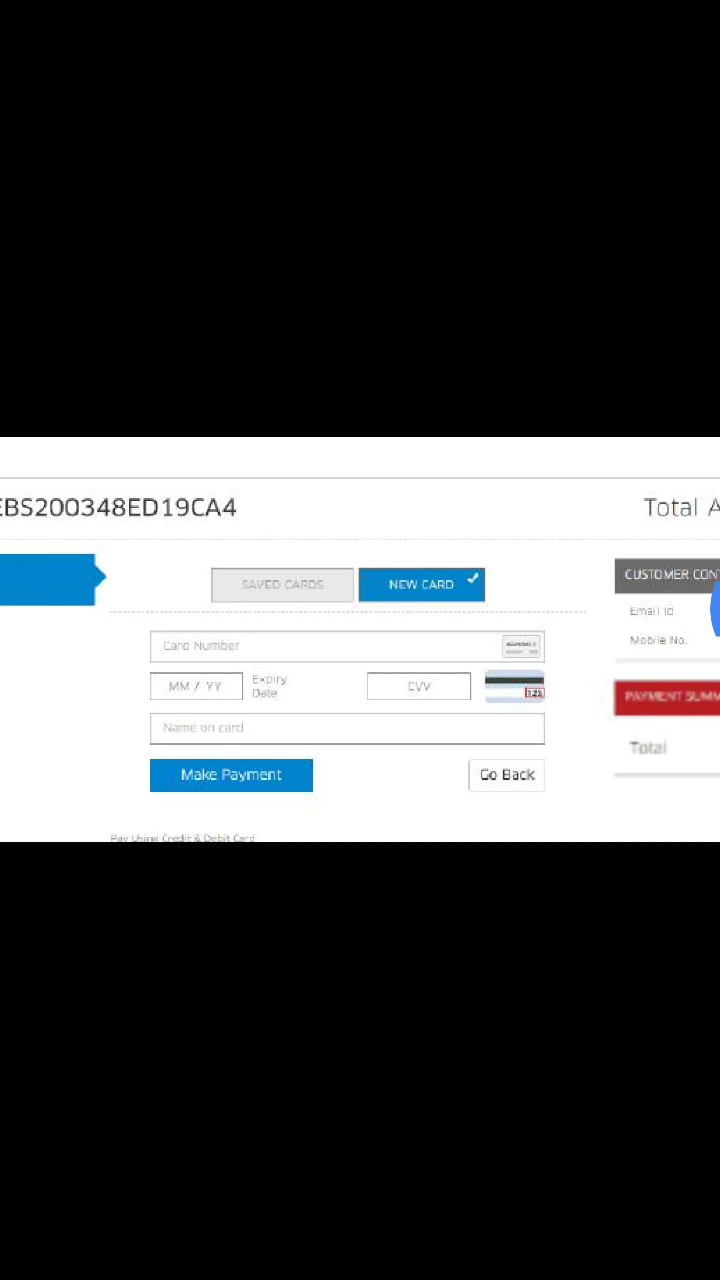 EBS200348ED19CA4
Total A
SAVED CARDS
NEW CARD
CUSTOMER CONT
Email Id
Mobile No.
Card Number
MM / YY
Expiry
Date
CVV
123
PAYMENT SUMM
Name on card
Total
Make Payment
Go Back
Pay Using Credit & Debit Card